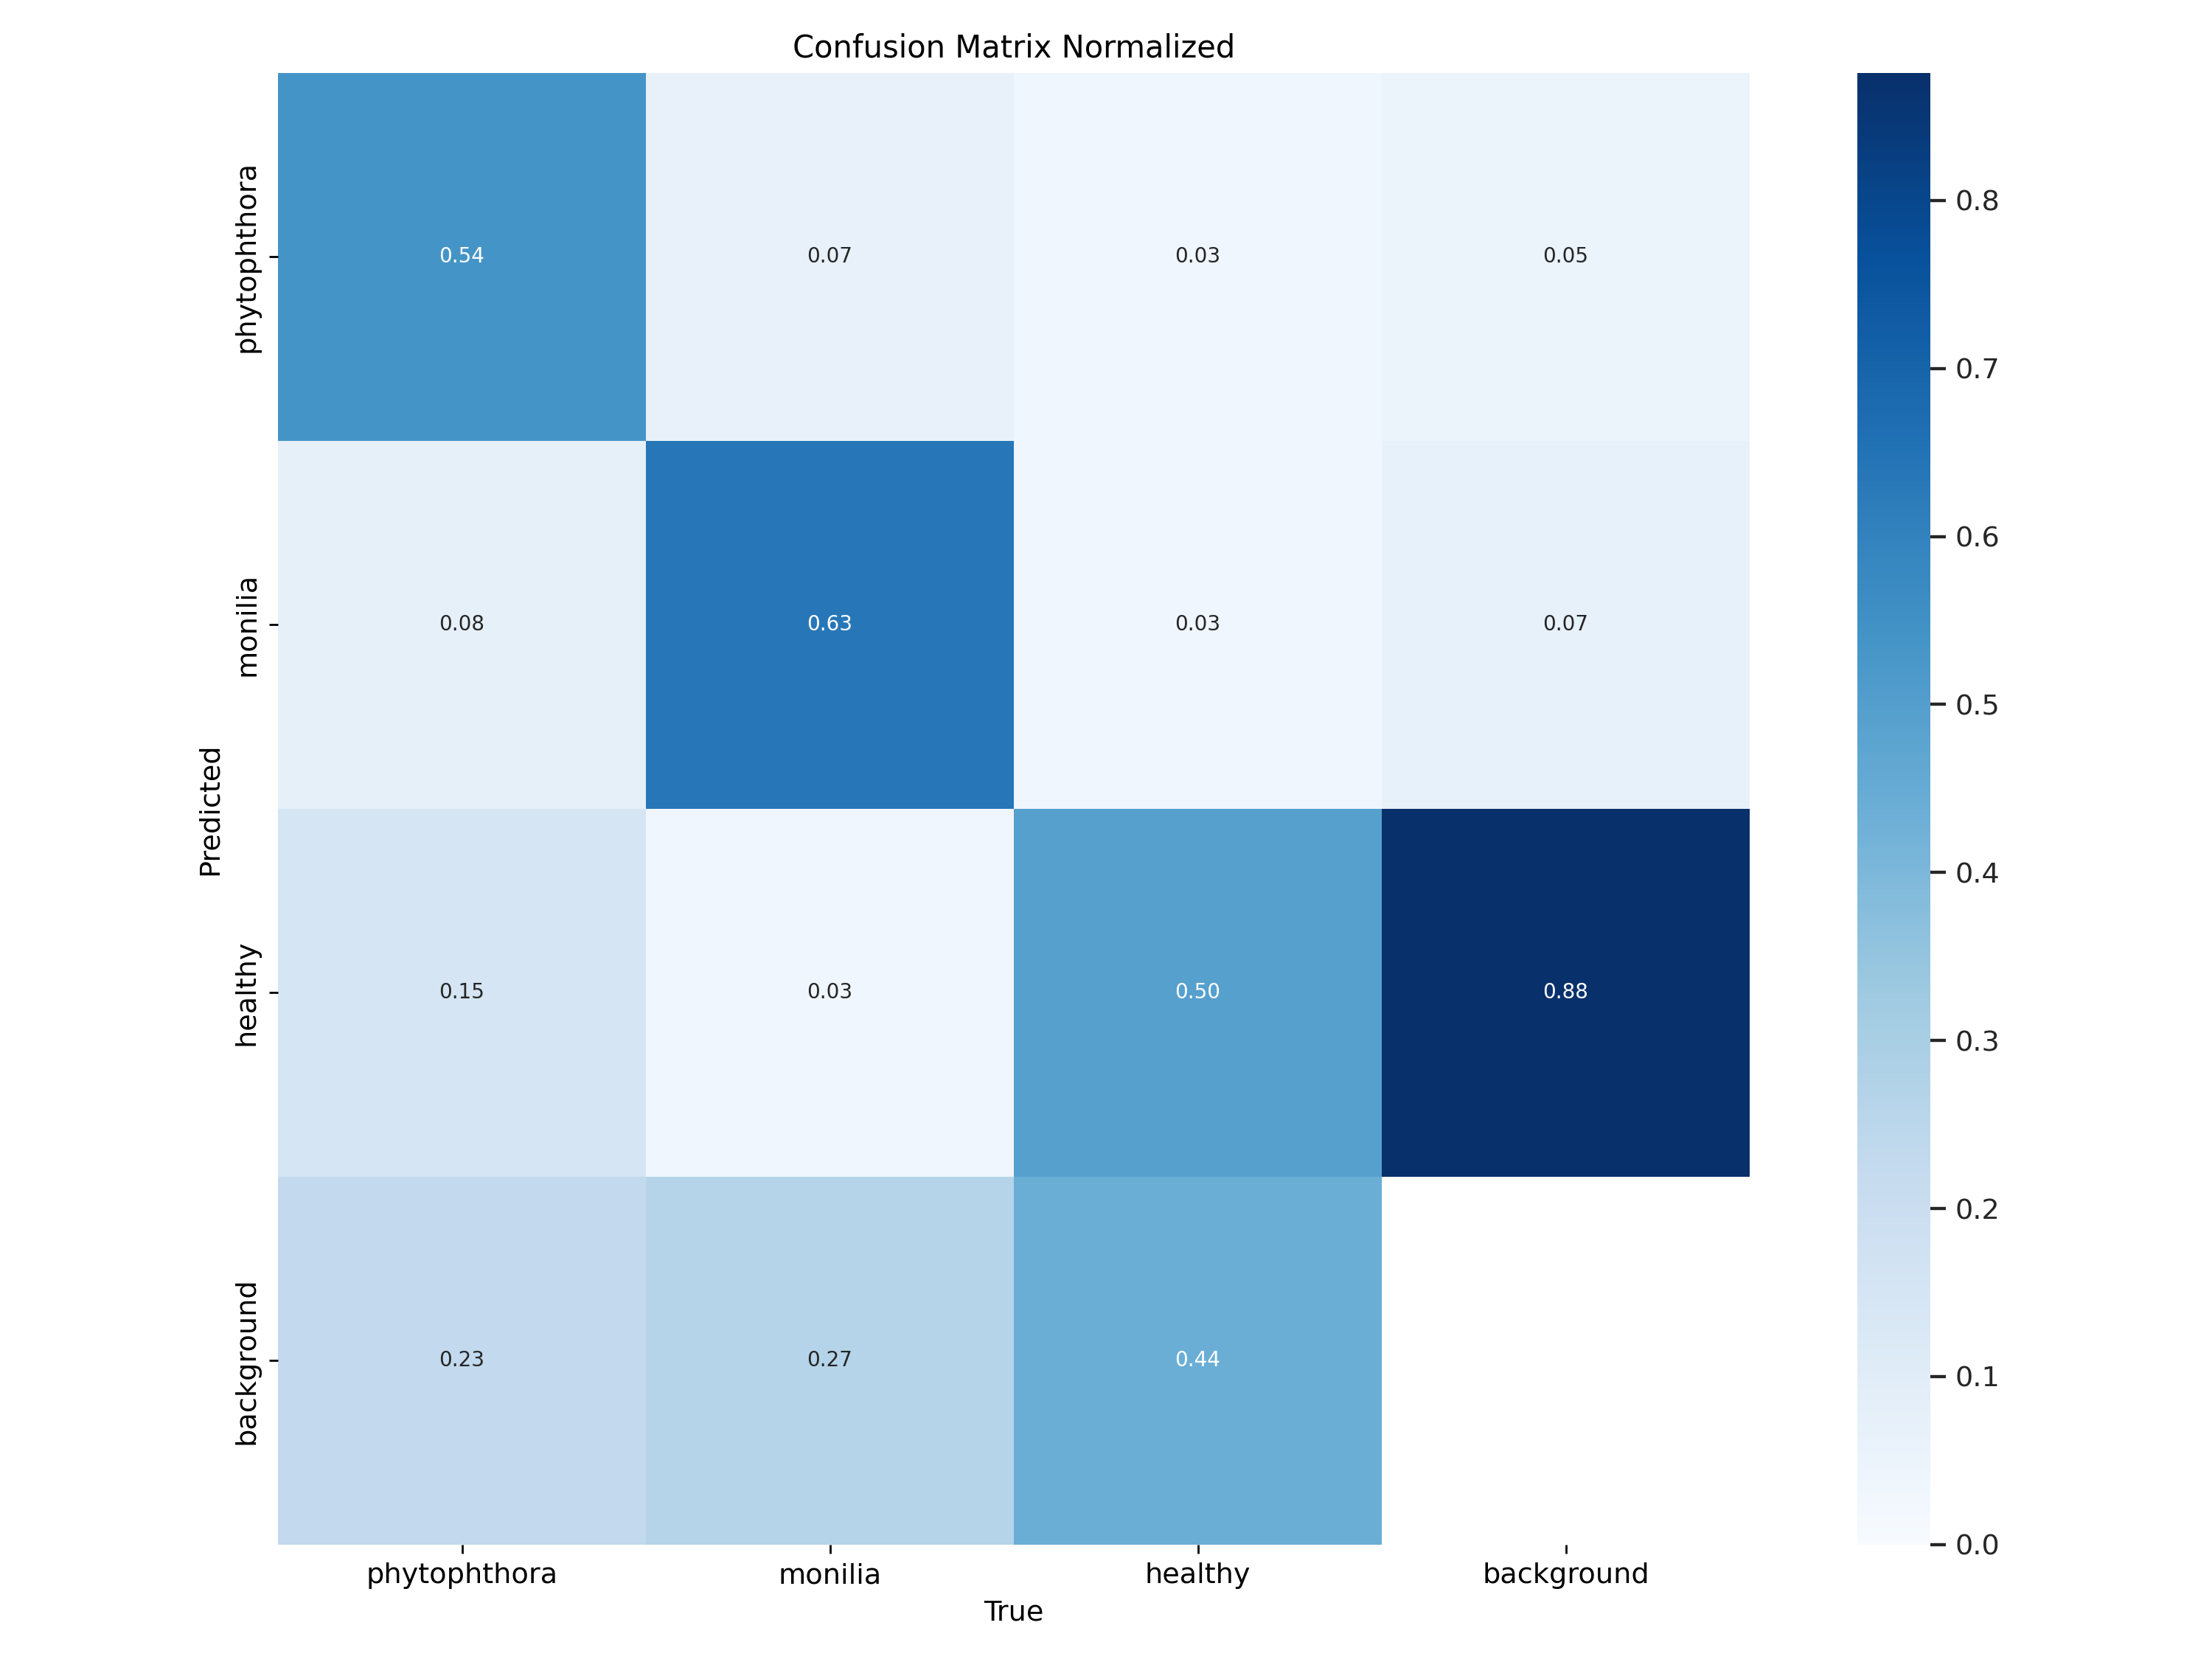 Confusion Matrix Normalized
phytophthora
0.54
0.07
0.03
0.05
monilia
0.08
0.63
0.03
0.07
healthy
0.15
0.03
0.50
0.88
background
0.23
0.27
0.44
Predicted
phytophthora
monilia
healthy
background
True
0.8
0.7
0.6
0.5
0.4
0.3
0.2
0.1
0.0